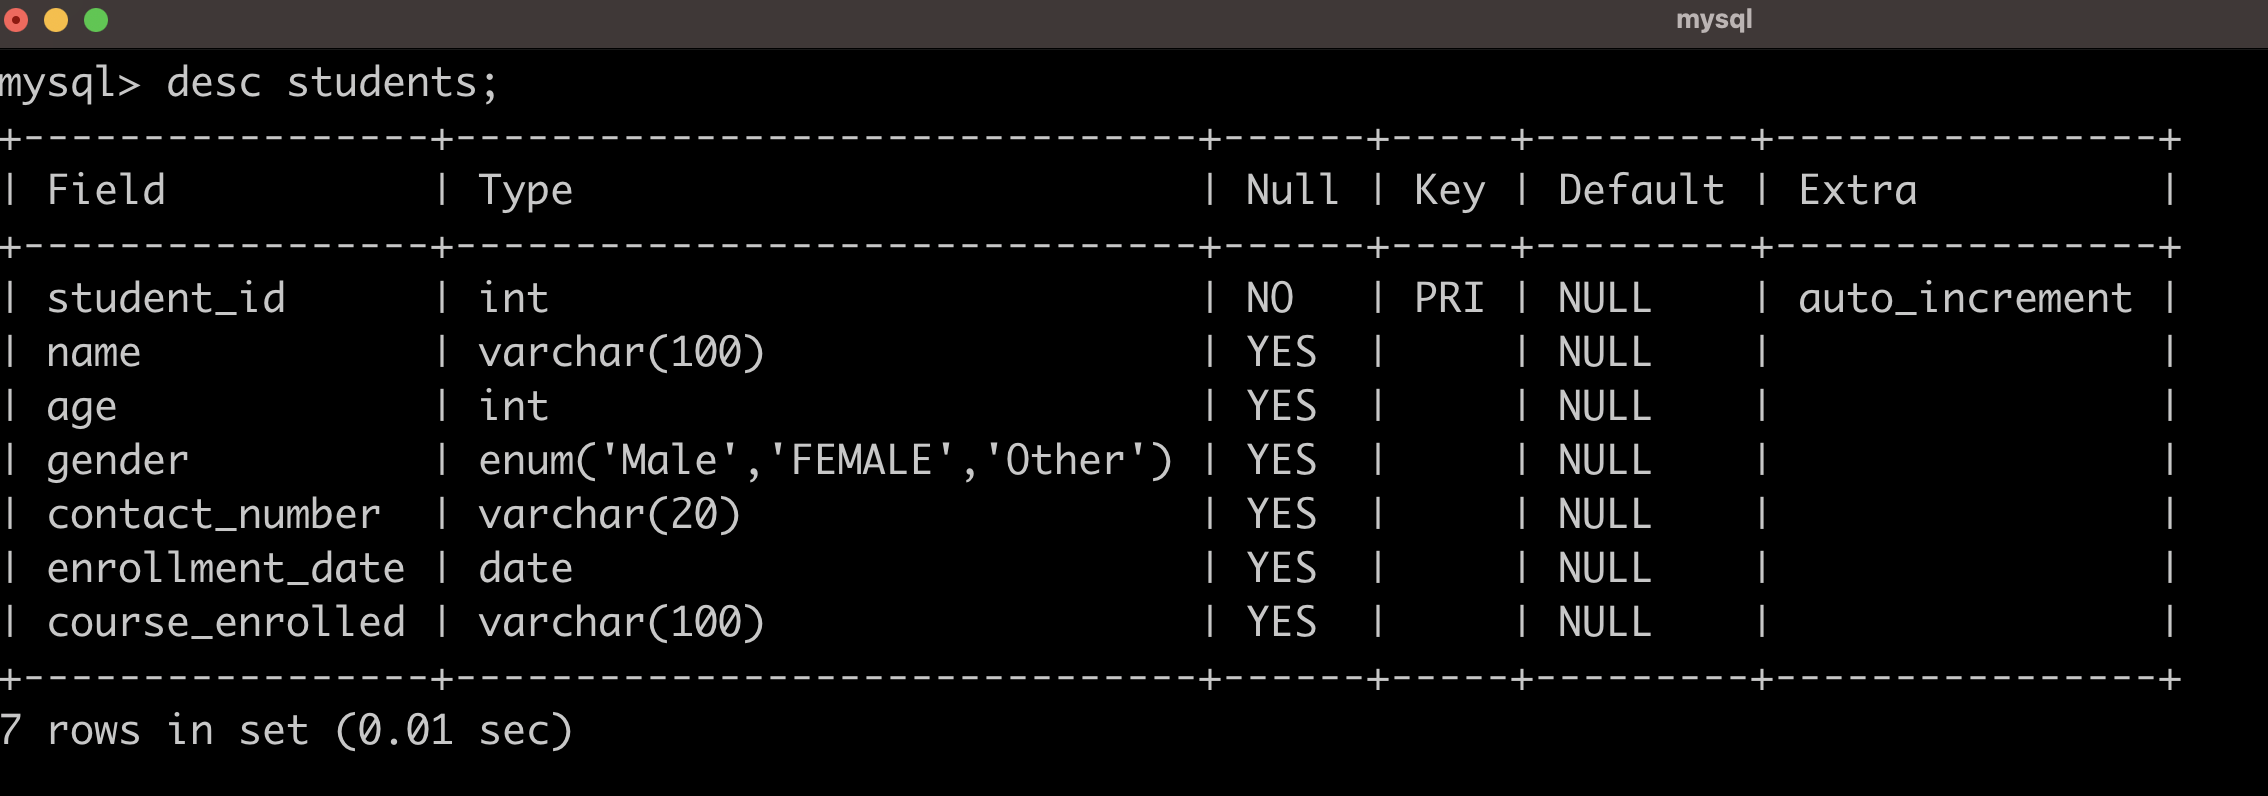 mysql
mysql> desc students;
+-----------------+-------------------------------+------+-----+---------+----------------+
| Field           | Type                          | Null | Key | Default | Extra          |
+-----------------+-------------------------------+------+-----+---------+----------------+
| student_id      | int                           | NO   | PRI | NULL    | auto_increment |
| name            | varchar(100)                  | YES  |     | NULL    |                |
| age             | int                           | YES  |     | NULL    |                |
| gender          | enum('Male','FEMALE','Other') | YES  |     | NULL    |                |
| contact_number  | varchar(20)                   | YES  |     | NULL    |                |
| enrollment_date | date                          | YES  |     | NULL    |                |
| course_enrolled | varchar(100)                  | YES  |     | NULL    |                |
+-----------------+-------------------------------+------+-----+---------+----------------+
7 rows in set (0.01 sec)